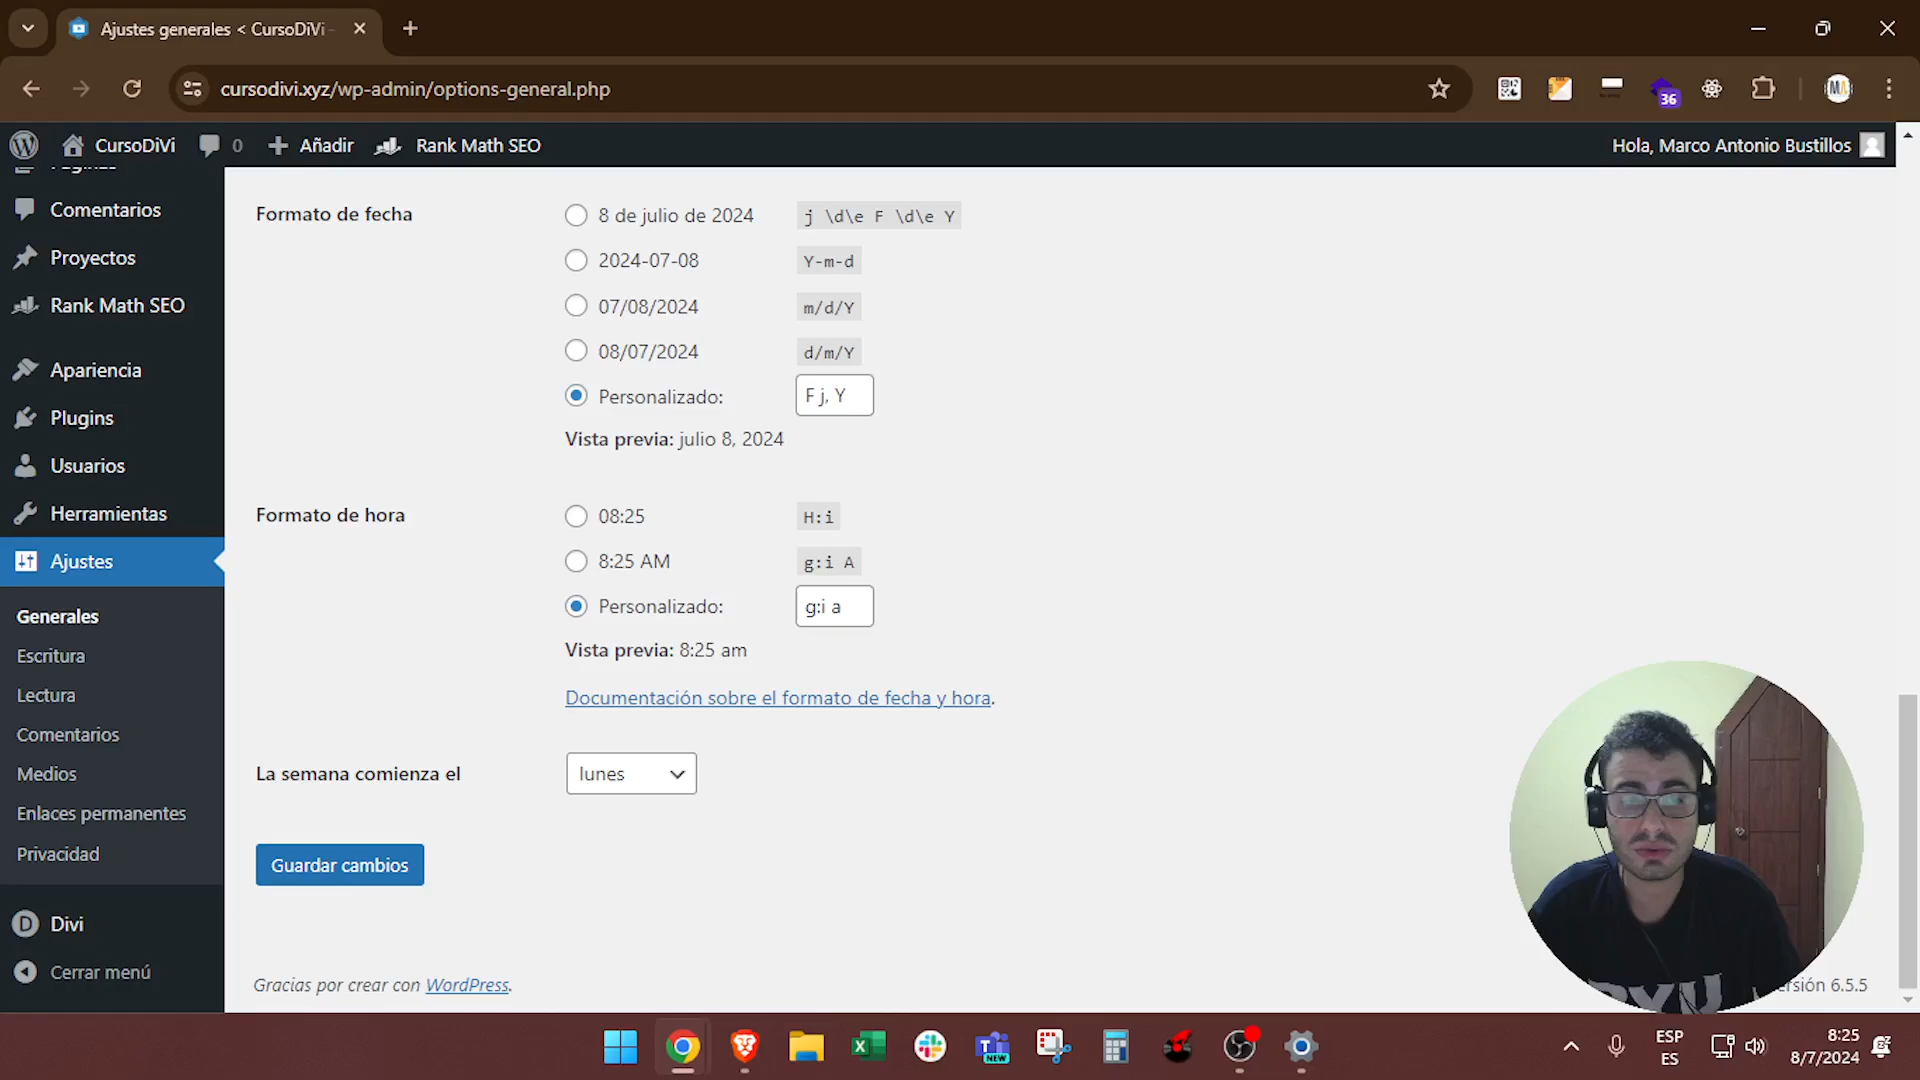 Ajustes generales < CursoDiVi -
cursodivi.xyz/wp-admin/options-general.php
36
CursoDiVi
0
Añadir
Rank Math SEO
Hola, Marco Antonio Bustillos
Páginas
Comentarios
Proyectos
Rank Math SEO
Apariencia
Plugins
Usuarios
Herramientas
Ajustes
Generales
Escritura
Lectura
Comentarios
Medios
Enlaces permanentes
Privacidad
Divi
Cerrar menú
Formato de fecha
8 de julio de 2024 j \d\e F \d\e Y
2024-07-08 Y-m-d
07/08/2024 m/d/Y
08/07/2024 d/m/Y
Personalizado: F j, Y
Vista previa: julio 8, 2024
Formato de hora
08:25 H:i
8:25 AM g:i A
Personalizado: g:i a
Vista previa: 8:25 am
Documentación sobre el formato de fecha y hora.
La semana comienza el lunes
Guardar cambios
Gracias por crear con WordPress.
ersión 6.5.5
NEW
ESP
ES
8:25
8/7/2024